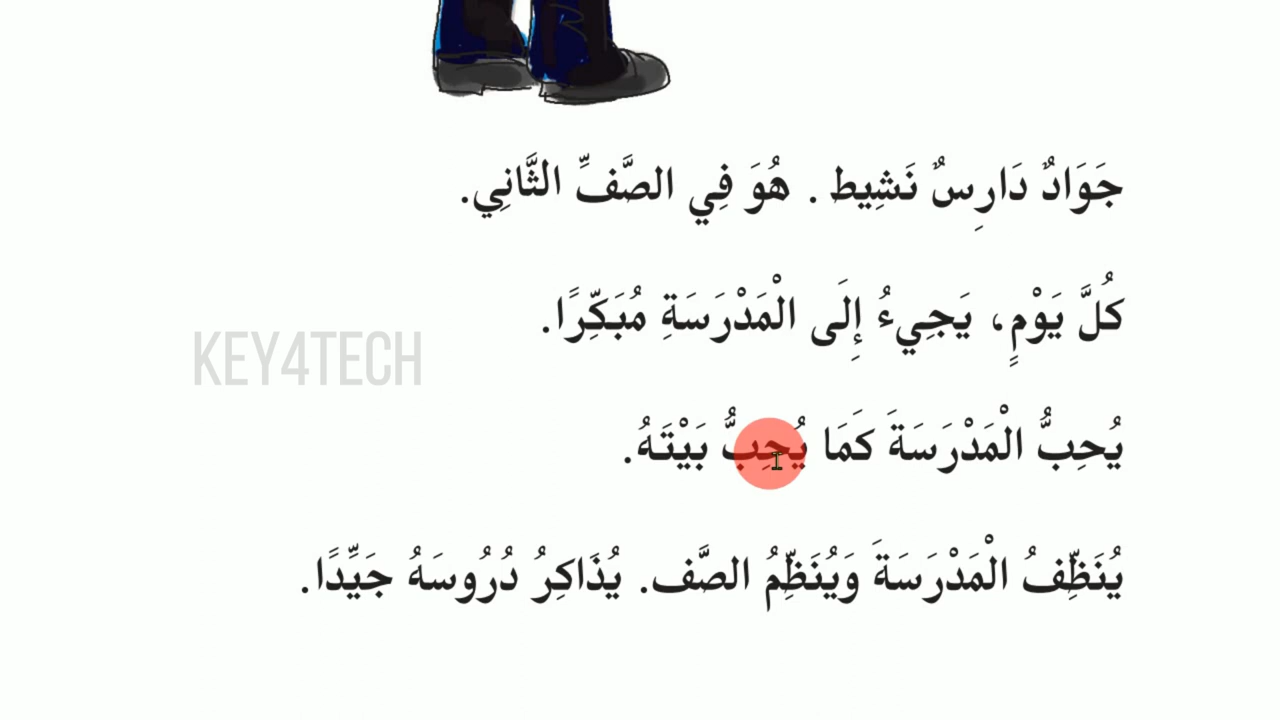 جَوَادٌ دَارِسٌ نَشِيط . هُوَ فِي الصَّفِّ الثَّانِي.
كُلَّ يَوْمٍ، يَجِيءُ إِلَى الْمَدْرَسَةِ مُبَكِّرًا.
KEY4TECH
يُحِبُّ الْمَدْرَسَةَ كَمَا يُحِبُّ بَيْتَهُ.
يُنَظِّفُ الْمَدْرَسَةَ وَيُنَظِّمُ الصَّف. يُذَاكِرُ دُرُوسَهُ جَيِّدًا.